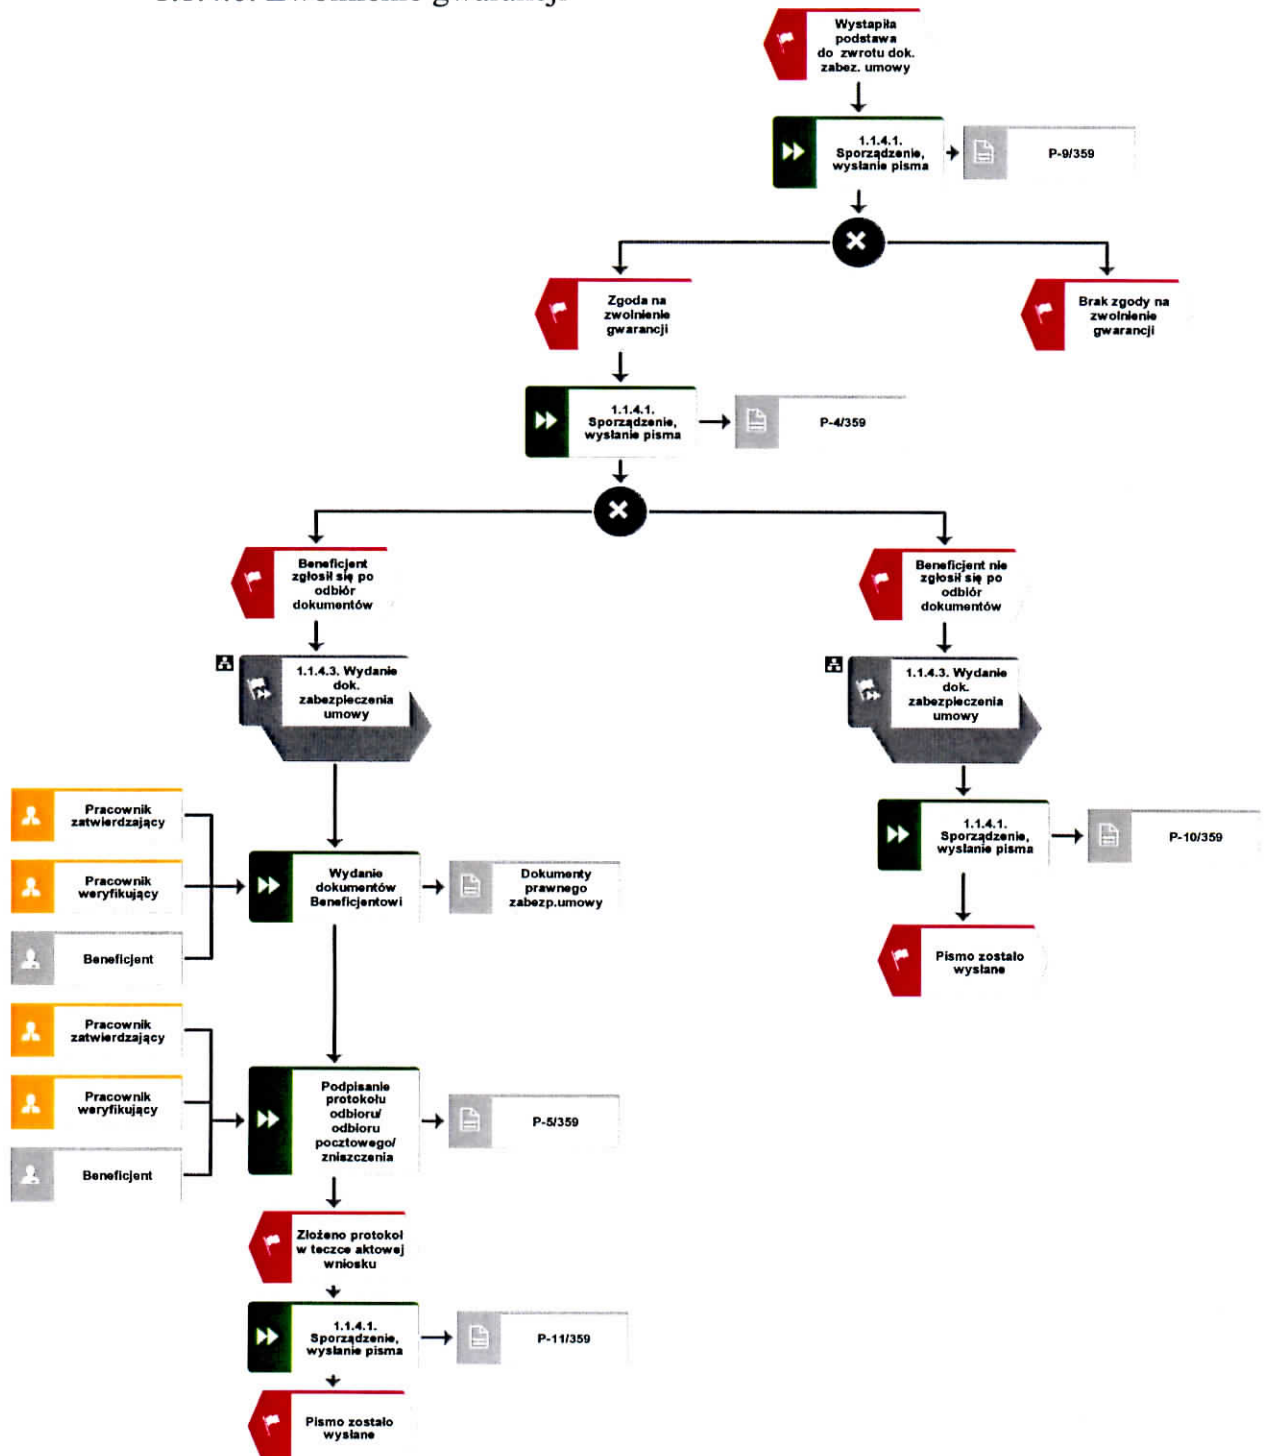 Zwolnienie gwarancji
Wystąpiła
podstawa
do zwrotu dok.
zabez. umowy
1.1.4.1.
Sporządzenie,
wysłanie pisma
P-9/359
Zgoda na
zwolnienie
gwarancji
Brak zgody na
zwolnienie
gwarancji
1.1.4.1.
Sporządzenie,
wysłanie pisma
P-4/359
Beneficjent
zgłosił się po
odbiór
dokumentów
Beneficjent nie
zgłosił się po
odbiór
dokumentów
1.1.4.3. Wydanie
dok.
zabezpieczenia
umowy
1.1.4.3. Wydanie
dok.
zabezpieczenia
umowy
Pracownik
zatwierdzający
Pracownik
weryfikujący
Beneficjent
Wydanie
dokumentów
Beneficjentowi
Dokumenty
prawnego
zabezp.umowy
1.1.4.1.
Sporządzenie,
wysłanie pisma
P-10/359
Pismo zostało
wysłane
Pracownik
zatwierdzający
Pracownik
weryfikujący
Beneficjent
Podpisanie
protokołu
odbioru/
odbioru
pocztowego/
zniszczenia
P-5/359
Złożeno protokół
w teczce aktowej
wniosku
1.1.4.1.
Sporządzenie,
wysłanie pisma
P-11/359
Pismo zostało
wysłane